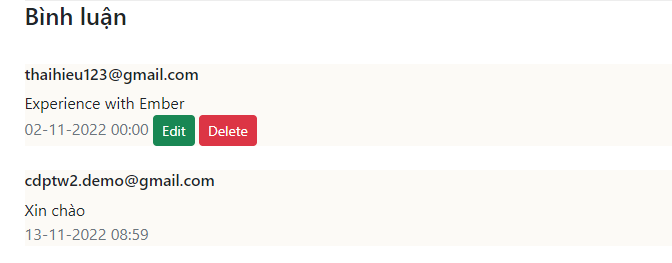 Bình luận
thaihieu123@gmail.com
Experience with Ember
02-11-2022 00:00 Edit Delete
cdptw2.demo@gmail.com
Xin chào
13-11-2022 08:59